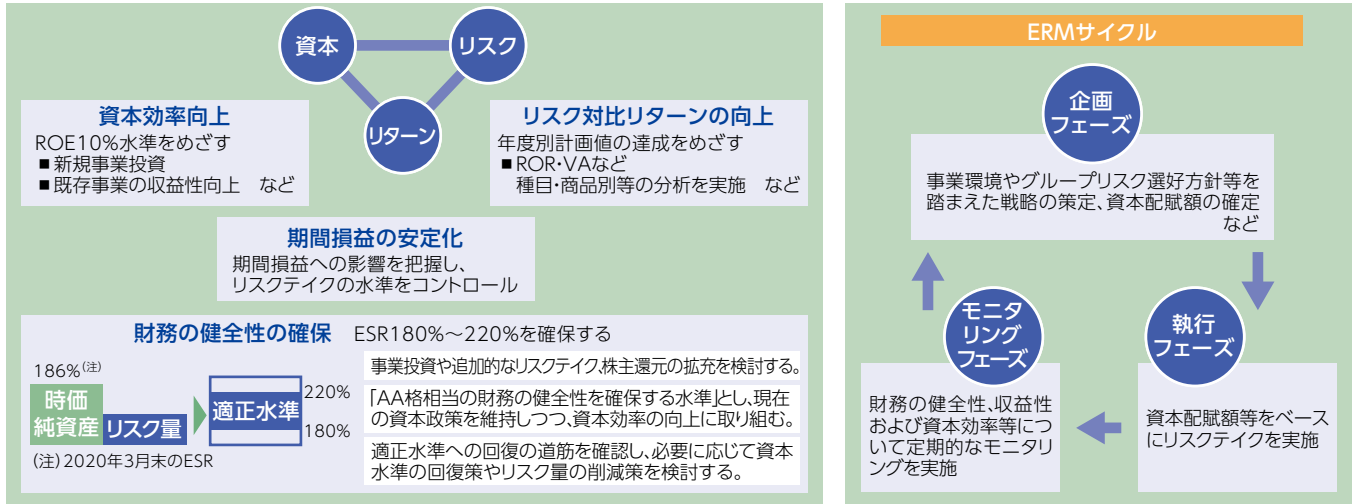 資本
リスク
リターン
資本効率向上
ROE10%水準をめざす
■新規事業投資
■既存事業の収益性向上　など
リスク対比リターンの向上
年度別計画値の達成をめざす
■ROR・VAなど
種目・商品別等の分析を実施　など
期間損益の安定化
期間損益への影響を把握し、
リスクテイクの水準をコントロール
財務の健全性の確保　ESR180%～220%を確保する
186%(注)
時価
純資産
リスク量
適正水準
220%
180%
(注)2020年3月末のESR
事業投資や追加的なリスクテイク、株主還元の拡充を検討する。
「AA格相当の財務の健全性を確保する水準」とし、現在
の資本政策を維持しつつ、資本効率の向上に取り組む。
適正水準への回復の道筋を確認し、必要に応じて資本
水準の回復策やリスク量の削減策を検討する。
ERMサイクル
企画
フェーズ
事業環境やグループリスク選好方針等を
踏まえた戦略の策定、資本配賦額の確定
など
執行
フェーズ
資本配賦額等をベース
にリスクテイクを実施
モニタ
リング
フェーズ
財務の健全性、収益性
および資本効率等につ
いて定期的なモニタリ
ングを実施